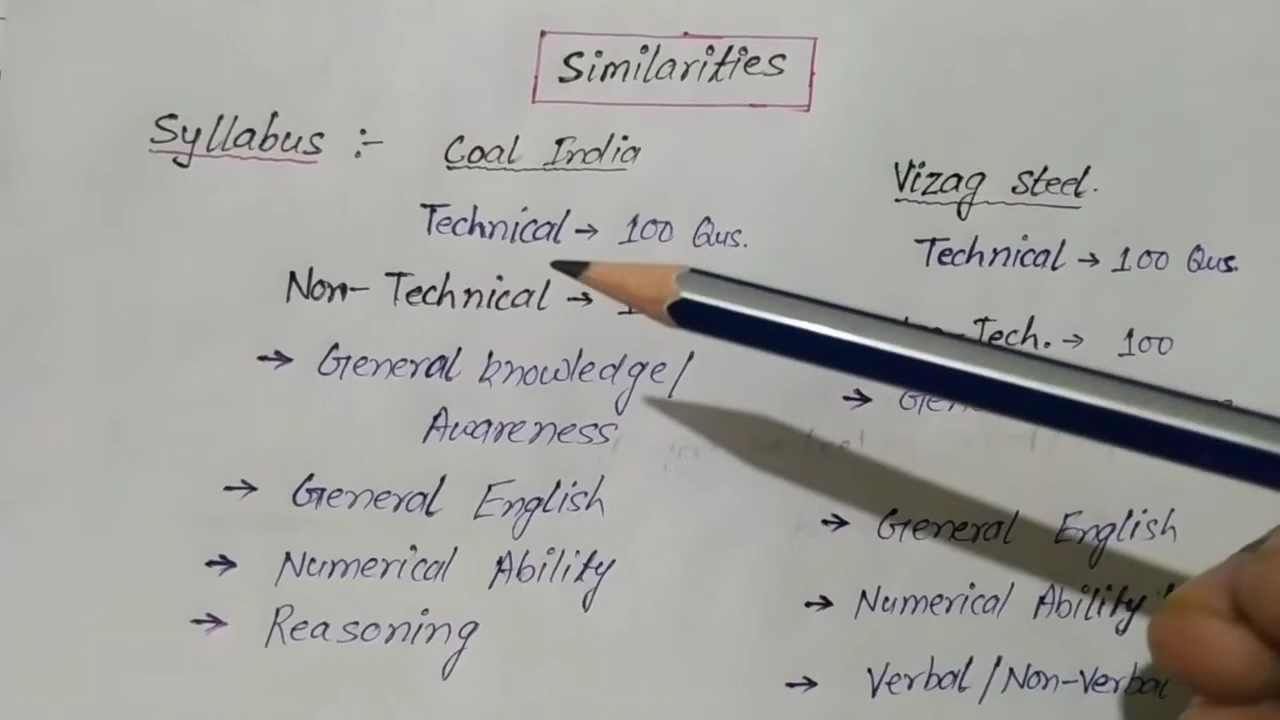 Similarities
Syllabus :-
Coal India
Technical → 100 Qus.
Non- Technical →
→ General knowledge/
Awareness
→ General English
→ Numerical Ability
→ Reasoning
Vizag Steel.
Technical → 100 Qus.
Tech. → 100
→
→ General English
→ Numerical Ability
→ Verbal/Non-Verbal